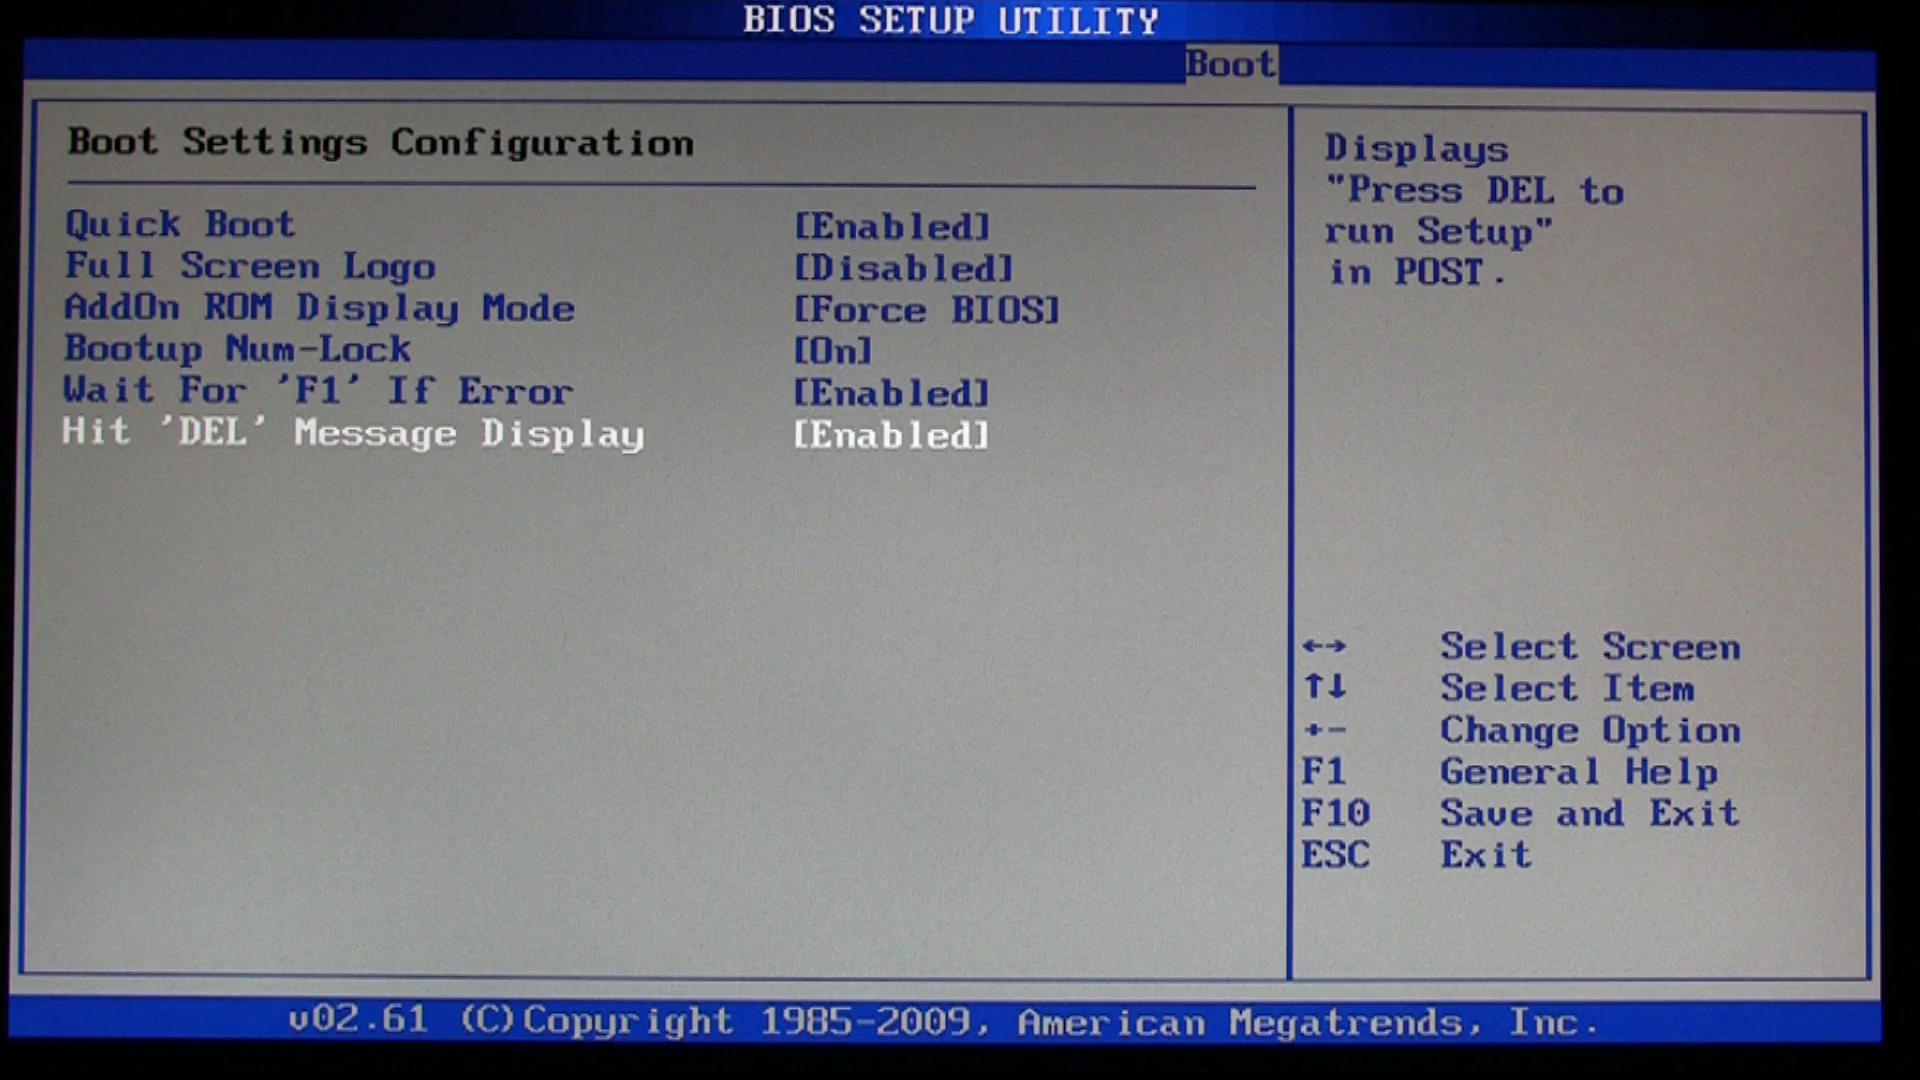 BIOS SETUP UTILITY
Boot
Boot Settings Configuration
Quick Boot [Enabled]
Full Screen Logo [Disabled]
AddOn ROM Display Mode [Force BIOS]
Bootup Num-Lock [On]
Wait For 'F1' If Error [Enabled]
Hit 'DEL' Message Display [Enabled]
Displays
"Press DEL to
run Setup"
in POST.
←→ Select Screen
↑↓ Select Item
+- Change Option
F1 General Help
F10 Save and Exit
ESC Exit
v02.61 (C)Copyright 1985-2009, American Megatrends, Inc.